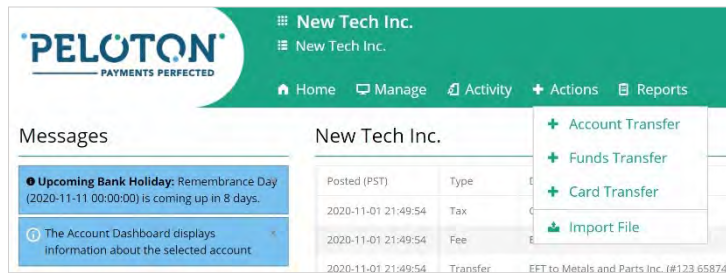 New Tech Inc.
PELOTON
PAYMENTS PERFECTED
New Tech Inc.
Home Manage Activity Actions Reports
Account Transfer
Funds Transfer
Card Transfer
Import File
Messages
Upcoming Bank Holiday: Remembrance Day
(2020-11-11 00:00:00) is coming up in 8 days.
The Account Dashboard displays
information about the selected account
New Tech Inc.
Posted (PST) Type
2020-11-01 21:49:54 Tax
2020-11-01 21:49:54 Fee
2020-11-01 21:49:54 Transfer EFT to Metals and Parts Inc. (#123 6587